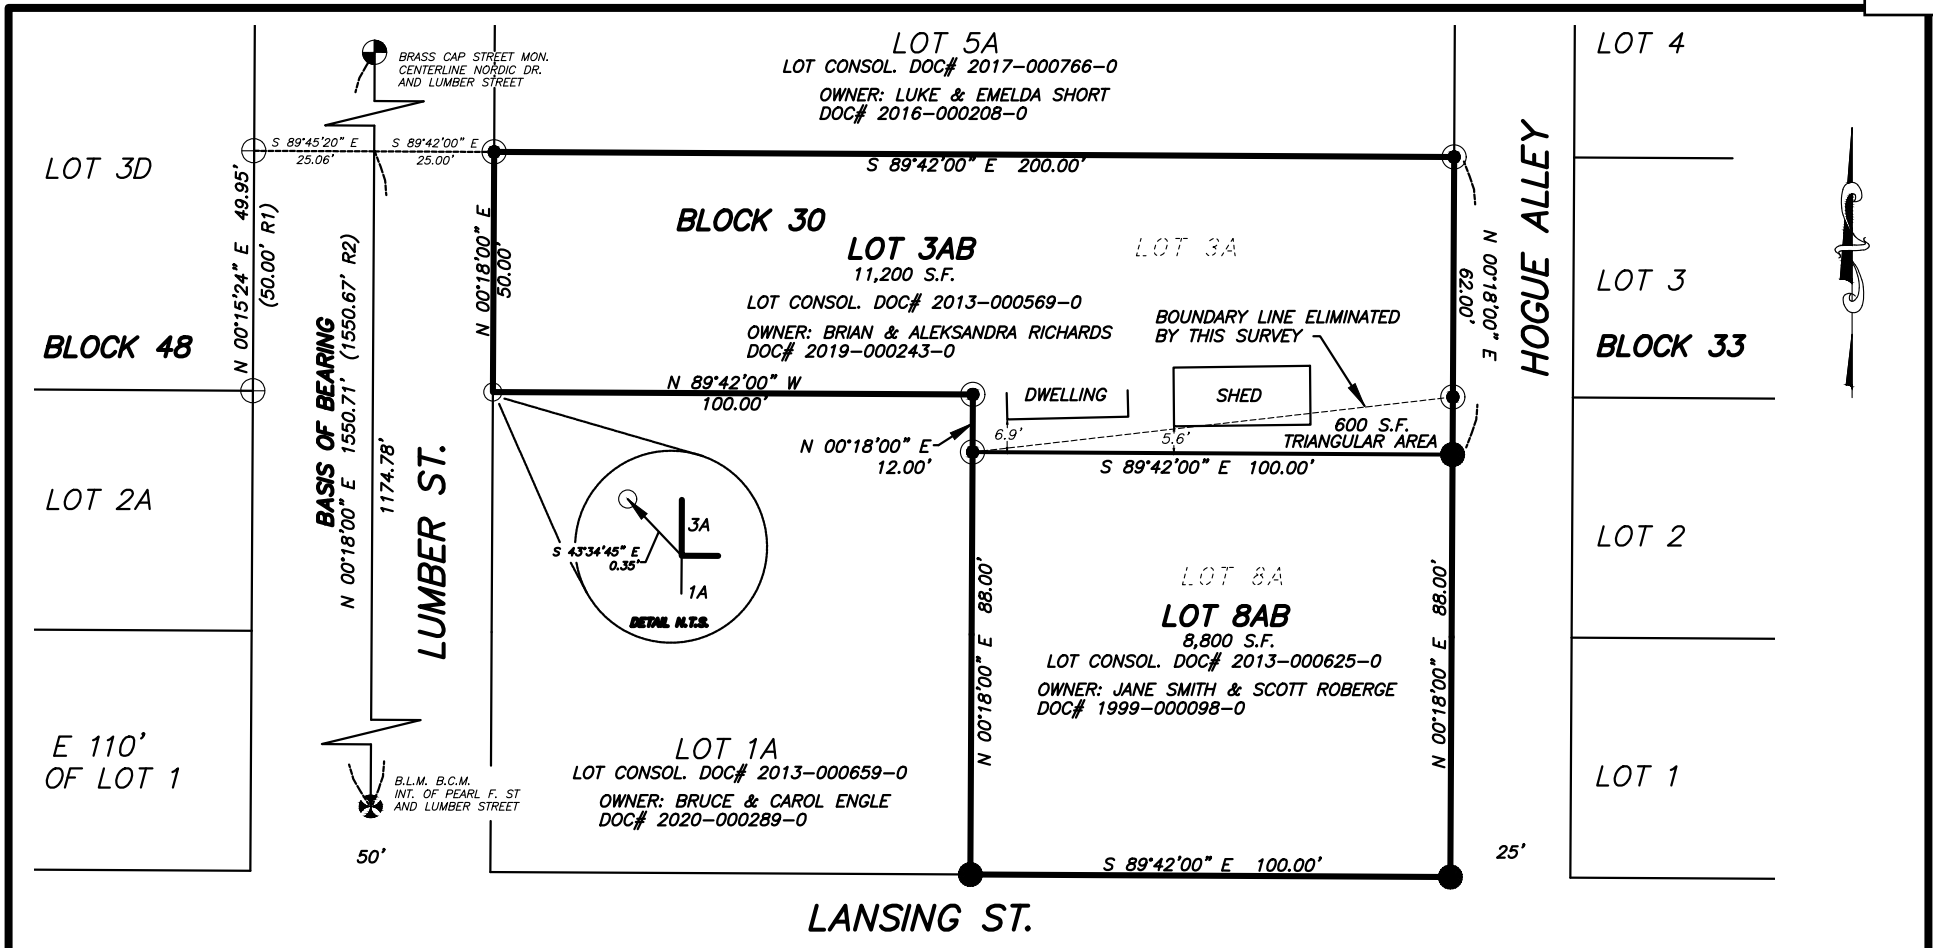 BRASS CAP STREET MON.
CENTERLINE NORDIC DR.
AND LUMBER STREET
LOT 5A
LOT CONSOL. DOC# 2017-000766-0
OWNER: LUKE & EMELDA SHORT
DOC# 2016-000208-0
LOT 4
S 89°45'20" E
25.06'
S 89°42'00" E
25.00'
S 89°42'00" E 200.00'
LOT 3D
N 00°15'24" E 49.95'
(50.00' R1)
BLOCK 48
BASIS OF BEARING
N 00°18'00" E 1550.71' (1550.67' R2)
1174.78'
LUMBER ST.
N 00°18'00" E
50.00'
BLOCK 30
LOT 3AB
11,200 S.F.
LOT 3A
LOT CONSOL. DOC# 2013-000569-0
OWNER: BRIAN & ALEKSANDRA RICHARDS
DOC# 2019-000243-0
BOUNDARY LINE ELIMINATED
BY THIS SURVEY
N 00°18'00" E
62.00'
HOGUE ALLEY
LOT 3
BLOCK 33
N 89°42'00" W
100.00'
DWELLING
SHED
6.9'
5.6'
600 S.F.
TRIANGULAR AREA
N 00°18'00" E
12.00'
S 89°42'00" E 100.00'
LOT 2A
LOT 2
3A
S 43°34'45" E
0.35'
1A
DETAIL N.T.S.
N 00°18'00" E 88.00'
LOT 8A
LOT 8AB
8,800 S.F.
LOT CONSOL. DOC# 2013-000625-0
OWNER: JANE SMITH & SCOTT ROBERGE
DOC# 1999-000098-0
N 00°18'00" E 88.00'
E 110'
OF LOT 1
B.L.M. B.C.M.
INT. OF PEARL F. ST
AND LUMBER STREET
LOT 1A
LOT CONSOL. DOC# 2013-000659-0
OWNER: BRUCE & CAROL ENGLE
DOC# 2020-000289-0
LOT 1
50'
S 89°42'00" E 100.00'
25'
LANSING ST.